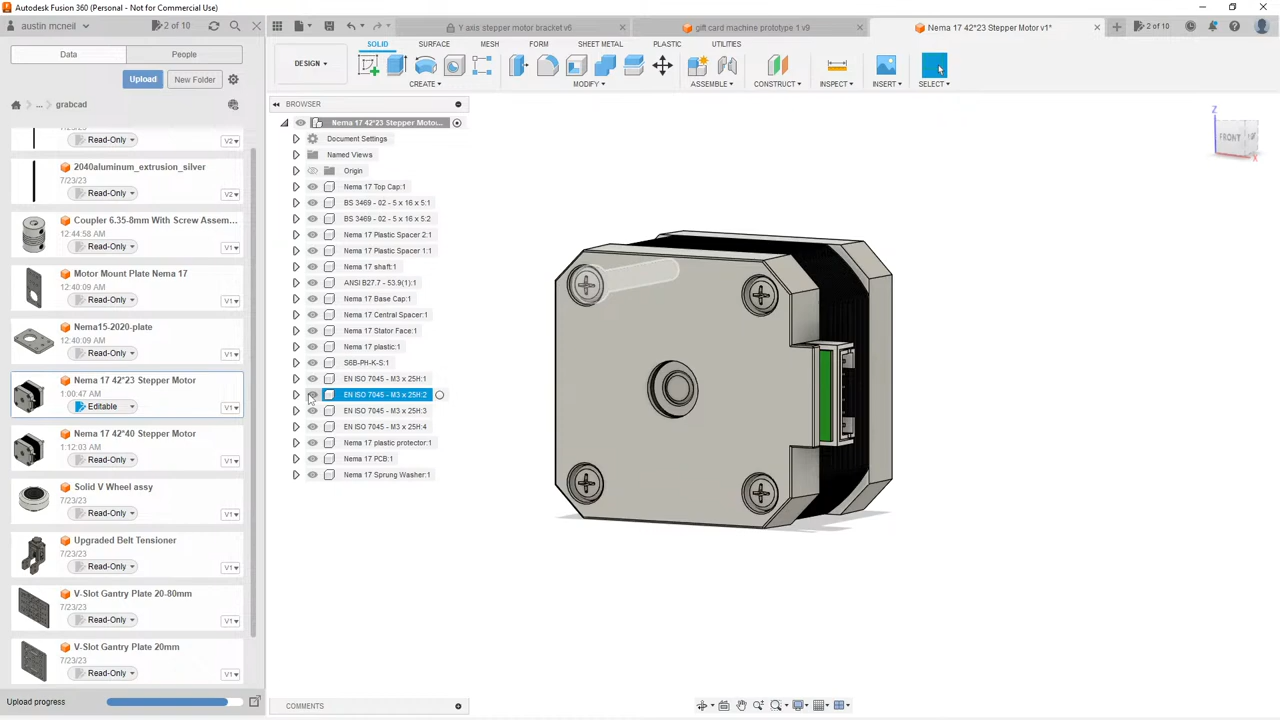 Autodesk Fusion 360 (Personal - Not for Commercial Use)
austin mcneil
2 of 10
Y axis stepper motor bracket v6
gift card machine prototype 1 v9
Nema 17 42*23 Stepper Motor v1*
2 of 10
Data
People
Upload
New Folder
DESIGN
SOLID
SURFACE
MESH
FORM
SHEET METAL
PLASTIC
UTILITIES
CREATE
MODIFY
ASSEMBLE
CONSTRUCT
INSPECT
INSERT
SELECT
...
grabcad
7/23/23
Read-Only
V2
2040aluminum_extrusion_silver
7/23/23
Read-Only
V2
Coupler 6.35-8mm With Screw Assem...
12:44:58 AM
Read-Only
V1
Motor Mount Plate Nema 17
12:40:09 AM
Read-Only
V1
Nema15-2020-plate
12:40:09 AM
Read-Only
V1
Nema 17 42*23 Stepper Motor
1:00:47 AM
Editable
V1
Nema 17 42*40 Stepper Motor
1:12:03 AM
Read-Only
V1
Solid V Wheel assy
7/23/23
Read-Only
V1
Upgraded Belt Tensioner
7/23/23
Read-Only
V1
V-Slot Gantry Plate 20-80mm
7/23/23
Read-Only
V1
V-Slot Gantry Plate 20mm
7/23/23
Read-Only
V1
Upload progress
BROWSER
Nema 17 42*23 Stepper Moto...
Document Settings
Named Views
Origin
Nema 17 Top Cap:1
BS 3469 - 02 - 5 x 16 x 5:1
BS 3469 - 02 - 5 x 16 x 5:2
Nema 17 Plastic Spacer 2:1
Nema 17 Plastic Spacer 1:1
Nema 17 shaft:1
ANSI B27.7 - 53.9(1):1
Nema 17 Base Cap:1
Nema 17 Central Spacer:1
Nema 17 Stator Face:1
Nema 17 plastic:1
S6B-PH-K-S:1
EN ISO 7045 - M3 x 25H:1
EN ISO 7045 - M3 x 25H:2
EN ISO 7045 - M3 x 25H:3
EN ISO 7045 - M3 x 25H:4
Nema 17 plastic protector:1
Nema 17 PCB:1
Nema 17 Sprung Washer:1
Z
FRONT
X
COMMENTS